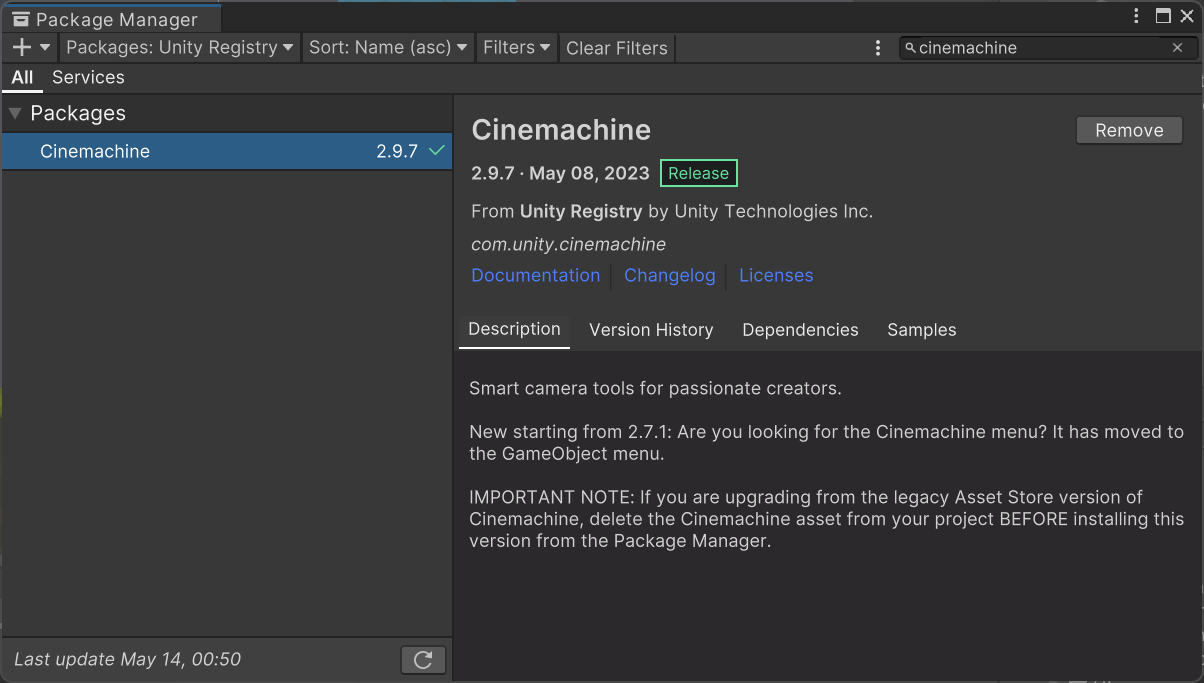 Package Manager
Packages: Unity Registry Sort: Name (asc) Filters Clear Filters cinemachine
All Services
Packages
Cinemachine 2.9.7
Cinemachine
Remove
2.9.7 · May 08, 2023 Release
From Unity Registry by Unity Technologies Inc.
com.unity.cinemachine
Documentation Changelog Licenses
Description Version History Dependencies Samples
Smart camera tools for passionate creators.
New starting from 2.7.1: Are you looking for the Cinemachine menu? It has moved to
the GameObject menu.
IMPORTANT NOTE: If you are upgrading from the legacy Asset Store version of
Cinemachine, delete the Cinemachine asset from your project BEFORE installing this
version from the Package Manager.
Last update May 14, 00:50